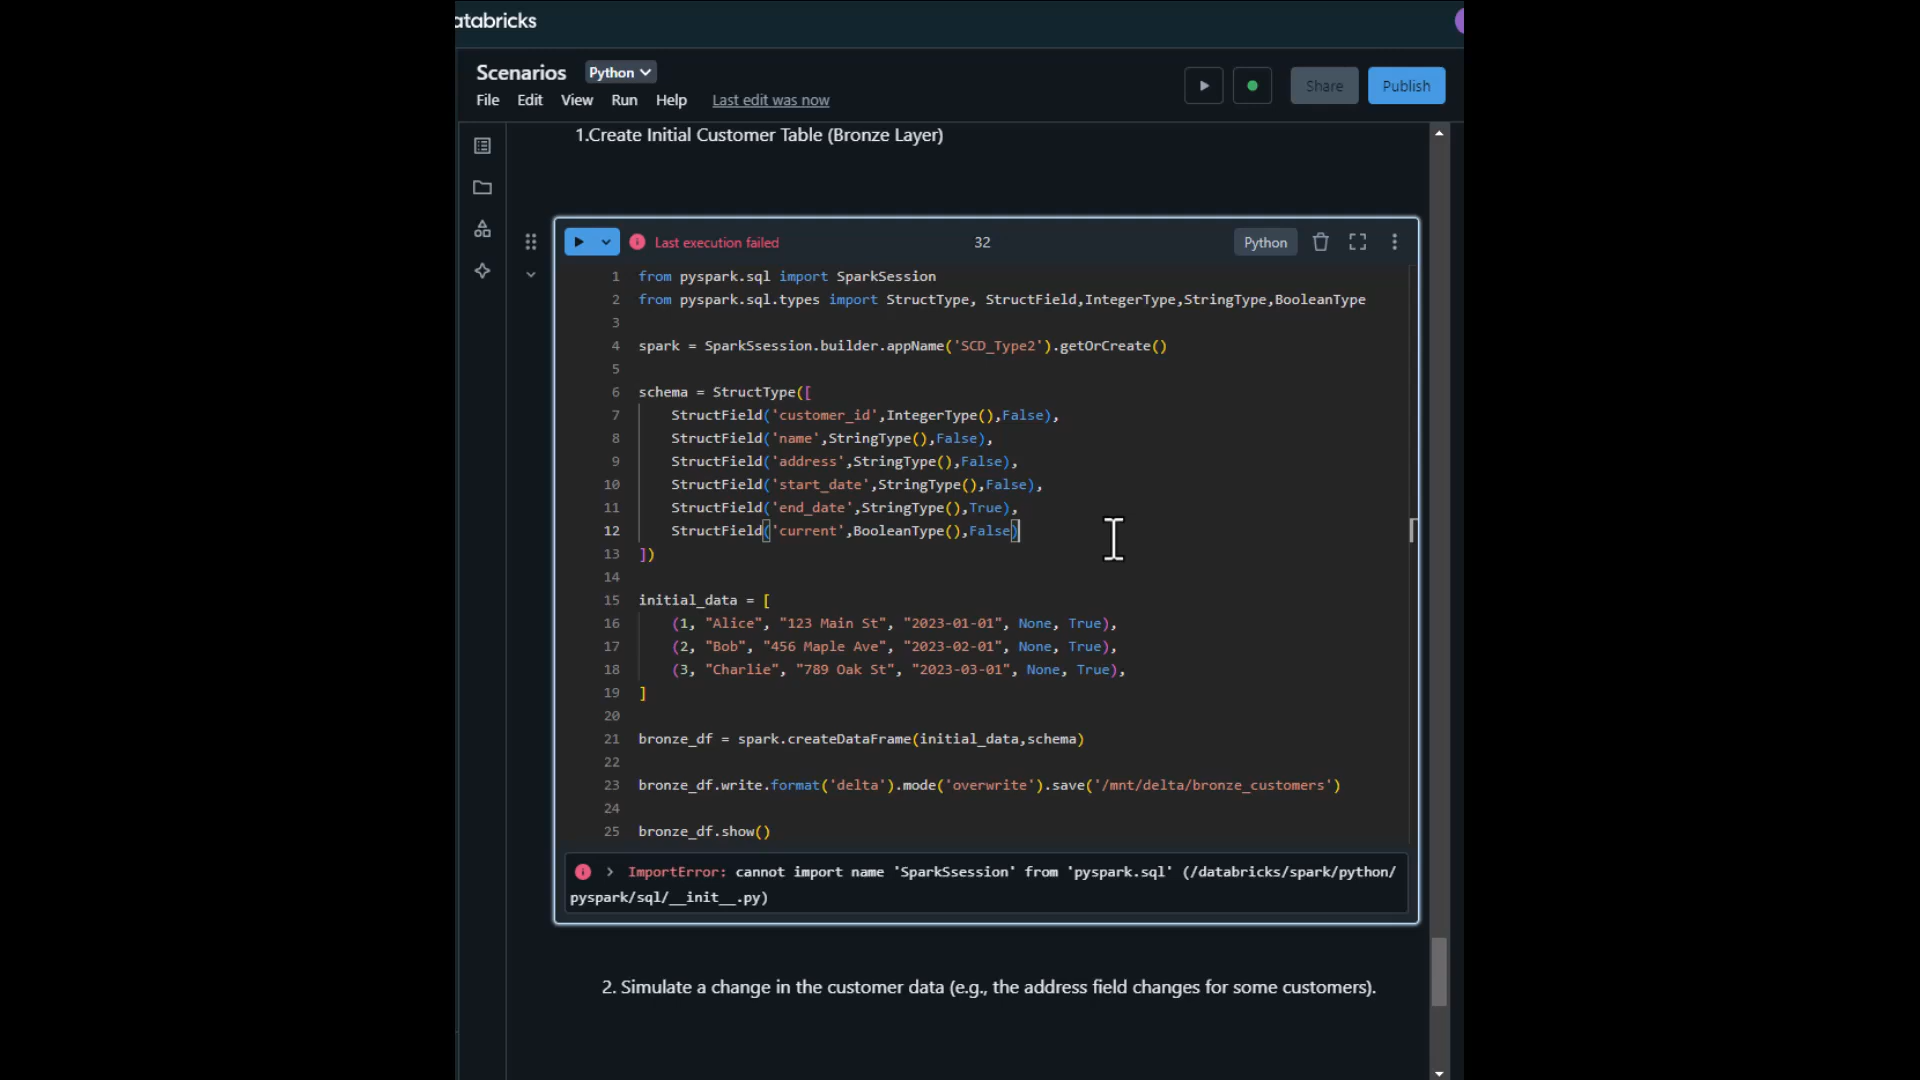 atabricks
Scenarios Python
File Edit View Run Help Last edit was now
Share Publish
1.Create Initial Customer Table (Bronze Layer)
Last execution failed 32 Python
1 from pyspark.sql import SparkSession
2 from pyspark.sql.types import StructType, StructField,IntegerType,StringType,BooleanType
3
4 spark = SparkSsession.builder.appName('SCD_Type2').getOrCreate()
5
6 schema = StructType([
7 StructField('customer_id',IntegerType(),False),
8 StructField('name',StringType(),False),
9 StructField('address',StringType(),False),
10 StructField('start_date',StringType(),False),
11 StructField('end_date',StringType(),True),
12 StructField('current',BooleanType(),False)
13 ])
14
15 initial_data = [
16 (1, "Alice", "123 Main St", "2023-01-01", None, True),
17 (2, "Bob", "456 Maple Ave", "2023-02-01", None, True),
18 (3, "Charlie", "789 Oak St", "2023-03-01", None, True),
19 ]
20
21 bronze_df = spark.createDataFrame(initial_data,schema)
22
23 bronze_df.write.format('delta').mode('overwrite').save('/mnt/delta/bronze_customers')
24
25 bronze_df.show()
ImportError: cannot import name 'SparkSsession' from 'pyspark.sql' (/databricks/spark/python/
pyspark/sql/__init__.py)
2. Simulate a change in the customer data (e.g., the address field changes for some customers).